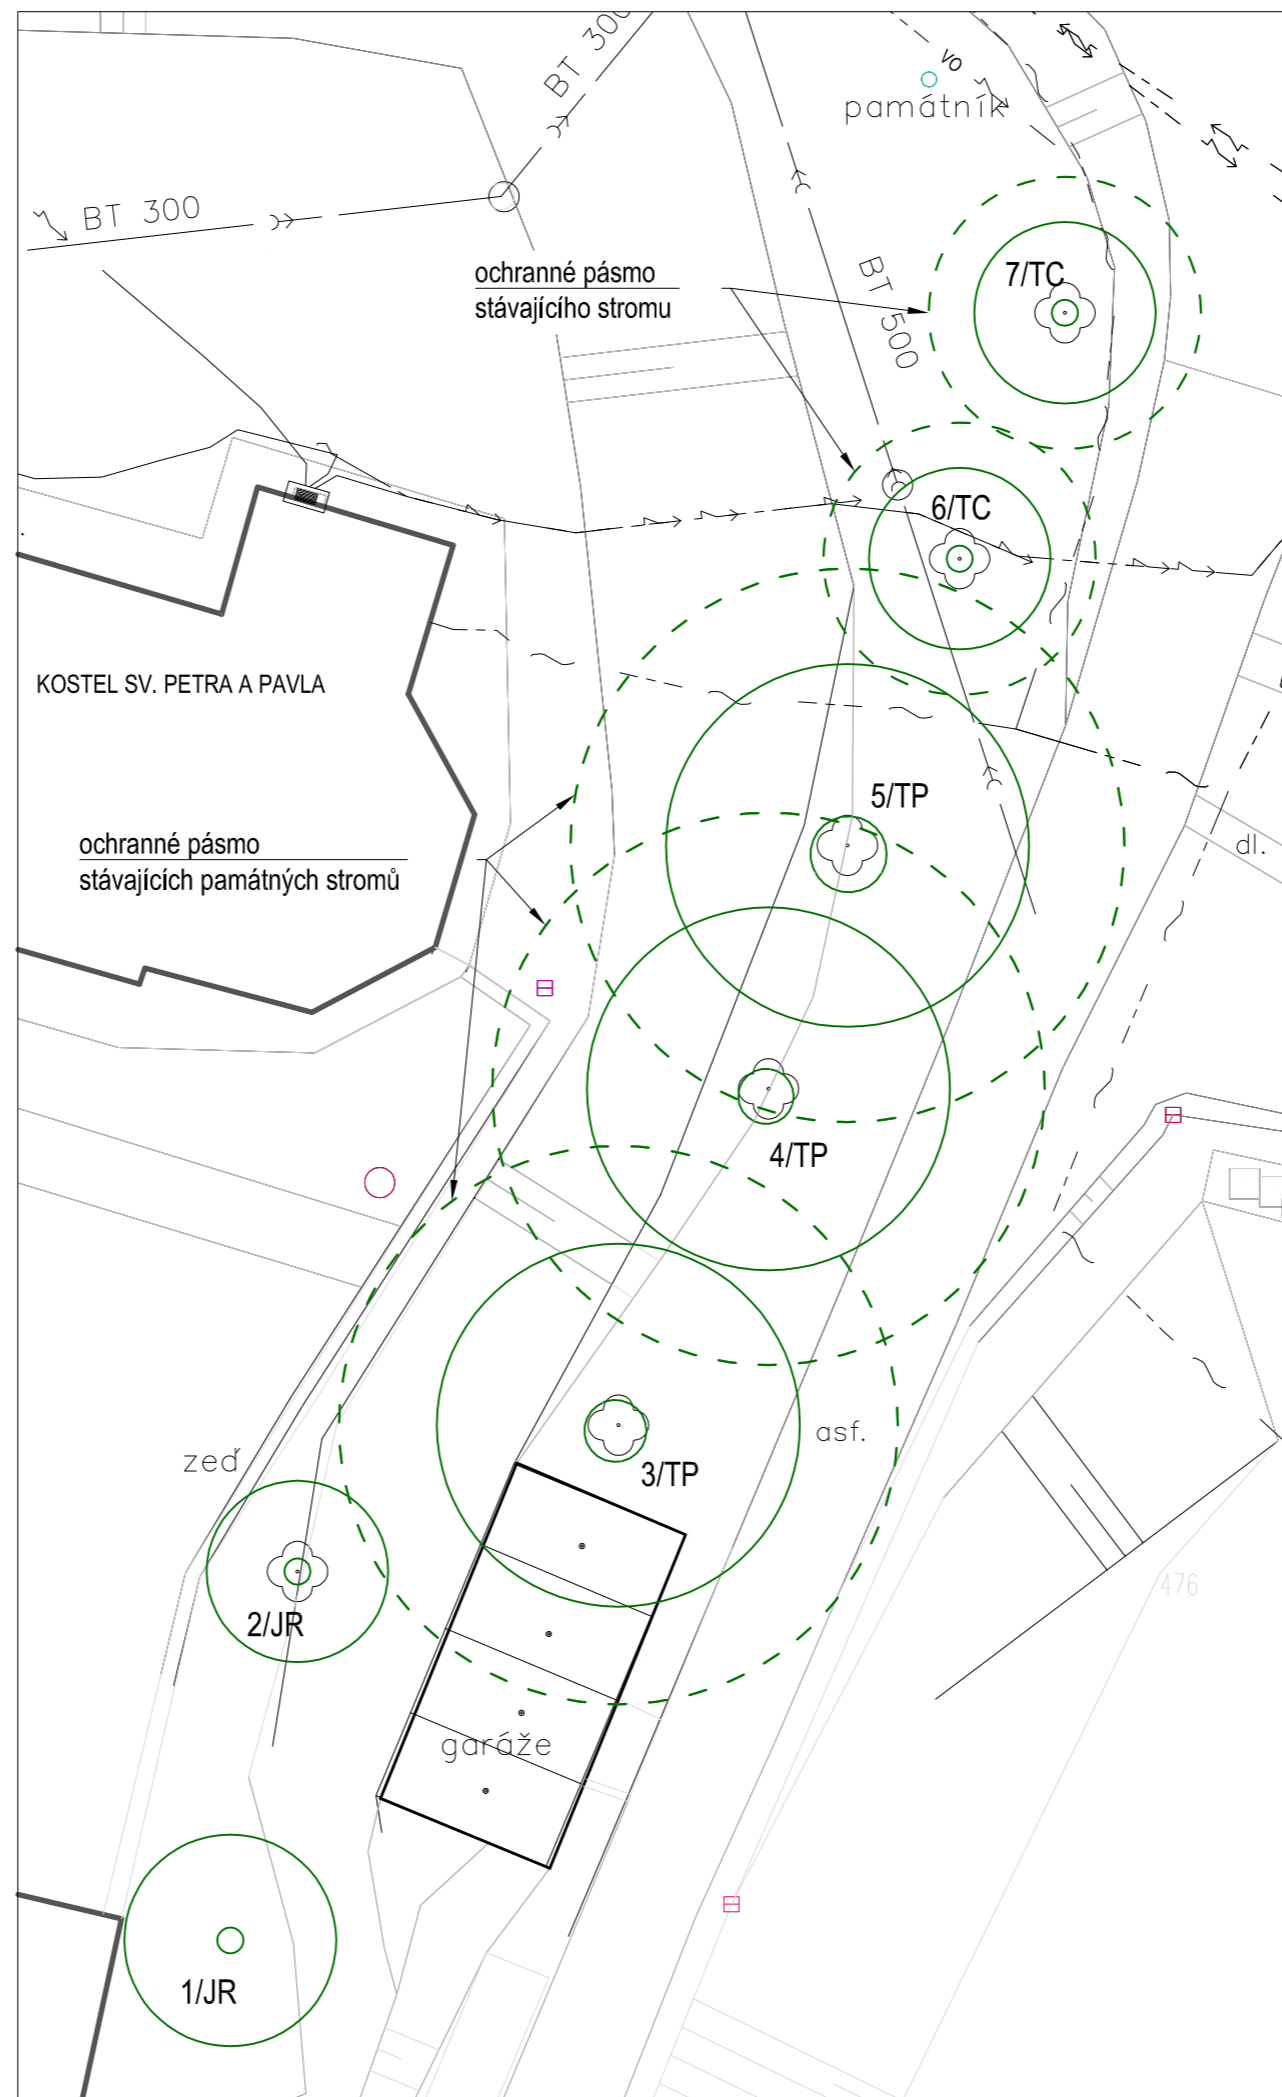 BT 300
BT 300
vo
památník
ochranné pásmo
stávajícího stromu
BT 500
7/TC
6/TC
KOSTEL SV. PETRA A PAVLA
5/TP
ochranné pásmo
stávajících památných stromů
dl.
4/TP
asf.
zeď
3/TP
476
2/JR
garáže
1/JR